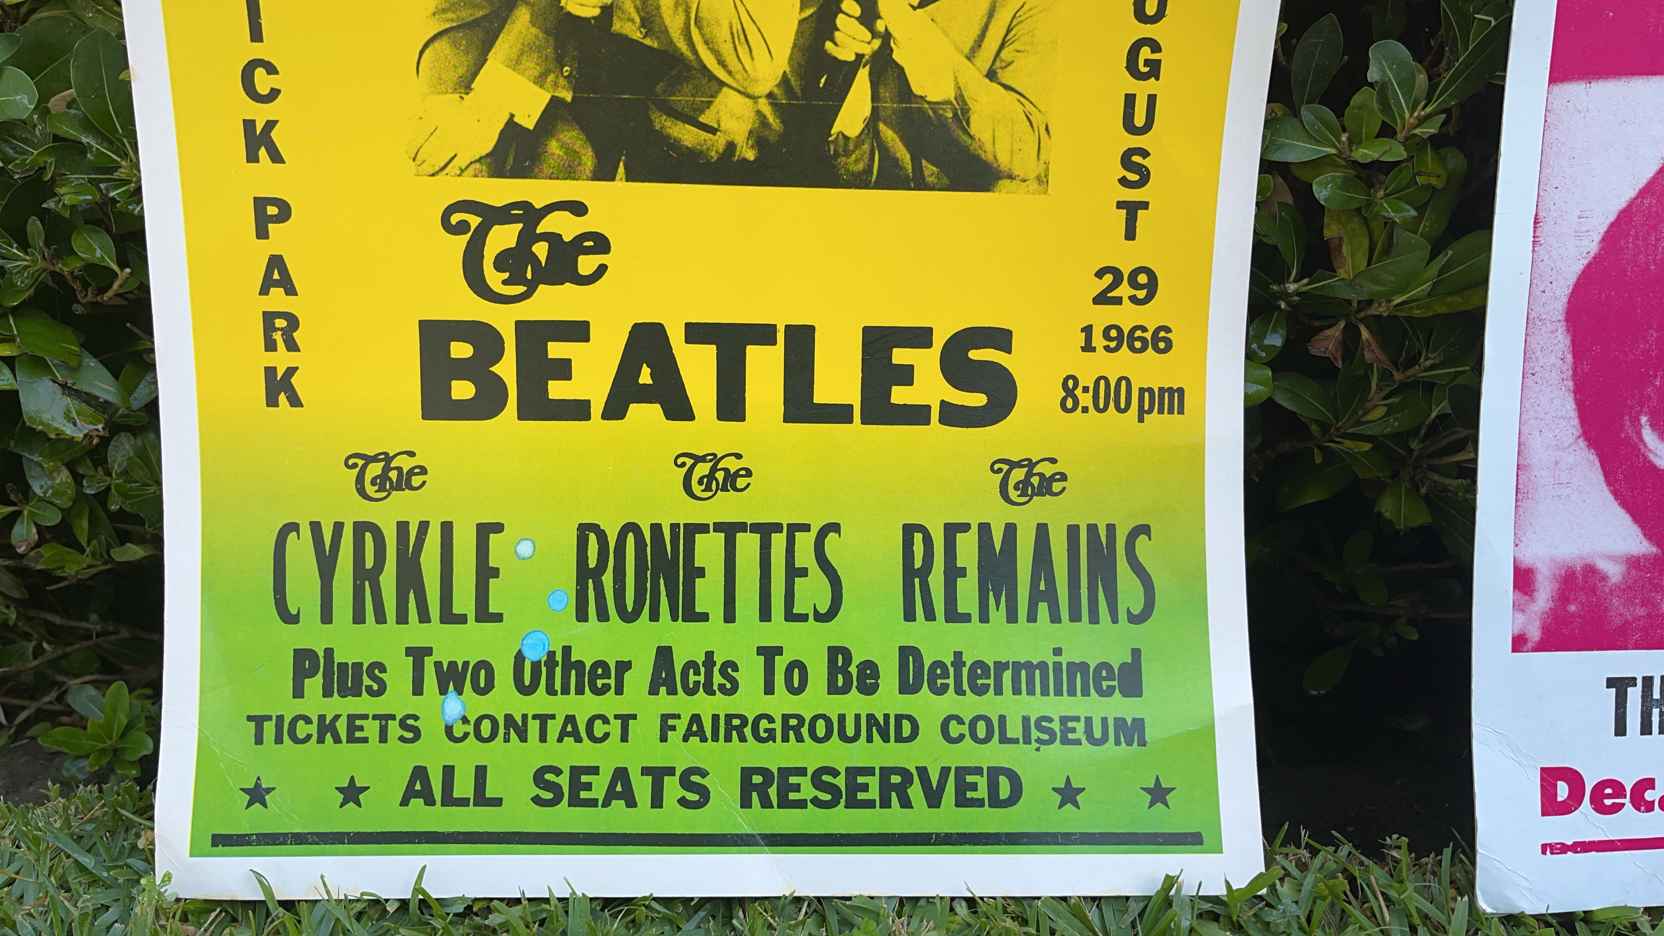 ICK PARK
UGUST
29
1966
8:00pm
The
BEATLES
The The The
CYRKLE RONETTES REMAINS
Plus Two Other Acts To Be Determined
TICKETS CONTACT FAIRGROUND COLISEUM
★ ★ ALL SEATS RESERVED ★ ★
TH
Dec